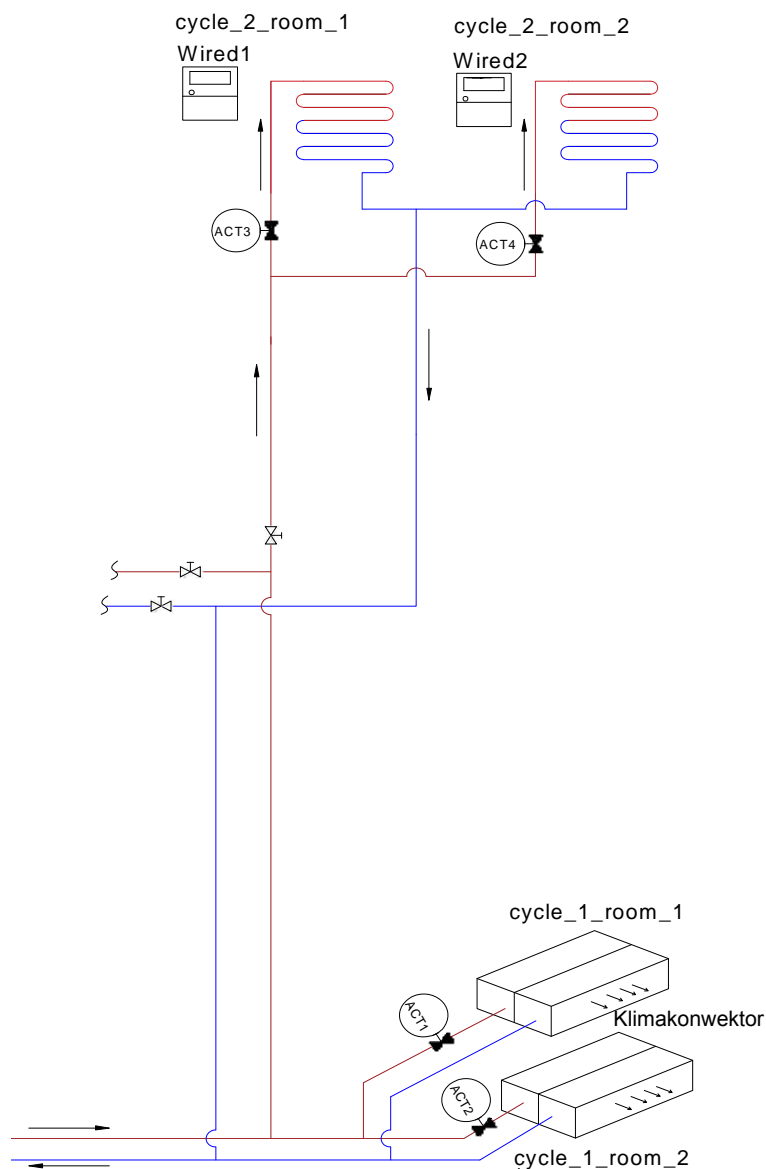 cycle_2_room_1
cycle_2_room_2
Wired1
Wired2
ACT3
ACT4
cycle_1_room_1
ACT1
Klimakonwektor
ACT2
cycle_1_room_2